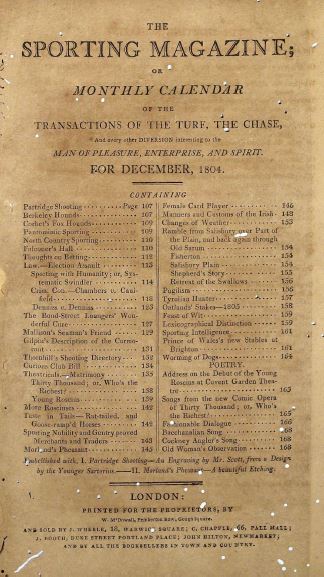 THE
SPORTING MAGAZINE;
OR
MONTHLY CALENDAR
OF THE
TRANSACTIONS OF THE TURF, THE CHASE,
And every other DIVERSION interesting to the
MAN OF PLEASURE, ENTERPRISE, AND SPIRIT.
FOR DECEMBER, 1804.
CONTAINING
Partridge Shooting Page 107
Berkeley Hounds 107
Corbet's Fox Hounds 109
Pantomimic Sporting 109
North Country Sporting 110
Fulouver's Hall 110
Thoughts on Betting 112
Law.—Election Assault 113
Sporting with Humanity; or, Systematic
Swindler 114
Crim. Con.—Chambers v. Caulfield
118
Dennis v. Dennis 123
The Bond-Street Loungers' Wonderful
Cure 127
Mallison's Seaman's Friend 129
Gilpin's Description of the Cormorant
131
Thornhill's Shooting Directory 132
Curious Club Bill 134
Theatricals.—Matrimony 135
Thirty Thousand; or, Who's the
Richest? 138
Young Roscius 139
More Rosciuses 142
Taste in Tails—Rat-tailed, and
Goose-rump'd Horses 142
Sporting Nobility and Gentry proved
Merchants and Traders 143
Morland's Pheasant 145
Female Card Player 146
Manners and Customs of the Irish 148
Changes of Weather 153
Ramble from Salisbury over Part of
the Plain, and back again through
Old Sarum 154
Fisherton 154
Salisbury Plain 154
Shepherd's Story 155
Retreat of the Swallows 156
Pugilism 156
Tyrolian Hunter 157
Oatlands' Stakes—1805 158
Feast of Wit 159
Lexiographical Distinction 159
Sporting Intelligence 161
Prince of Wales's new Stables at
Brighton 161
Worming of Dogs 164
POETRY.
Address on the Debut of the Young
Roscius at Covent Garden Theatre
165
Songs from the new Comic Opera
of Thirty Thousand; or, Who's
the Richest? 165
Fashionable Dialogue 166
Bacchanalian Song 168
Cockney Angler's Song 168
Old Woman's Observation 168
Embellished with, I. Partridge Shooting—An Engraving by Mr. Scott, from a Design
by the Younger Sartorius.—II. Morland's Pheasant—A beautiful Etching.
LONDON:
PRINTED FOR THE PROPRIETORS, BY
W. McDowall, Pemberton Row, Gough Square,
AND SOLD BY J. WHEBLE, 18, WARWICK SQUARE; C. CHAPPLE, 66, PALL MALL;
J. BOOTH, DUKE STREET PORTLAND PLACE; JOHN HILTON, NEWMARKET;
AND BY ALL THE BOOKSELLERS IN TOWN AND COUNTRY.